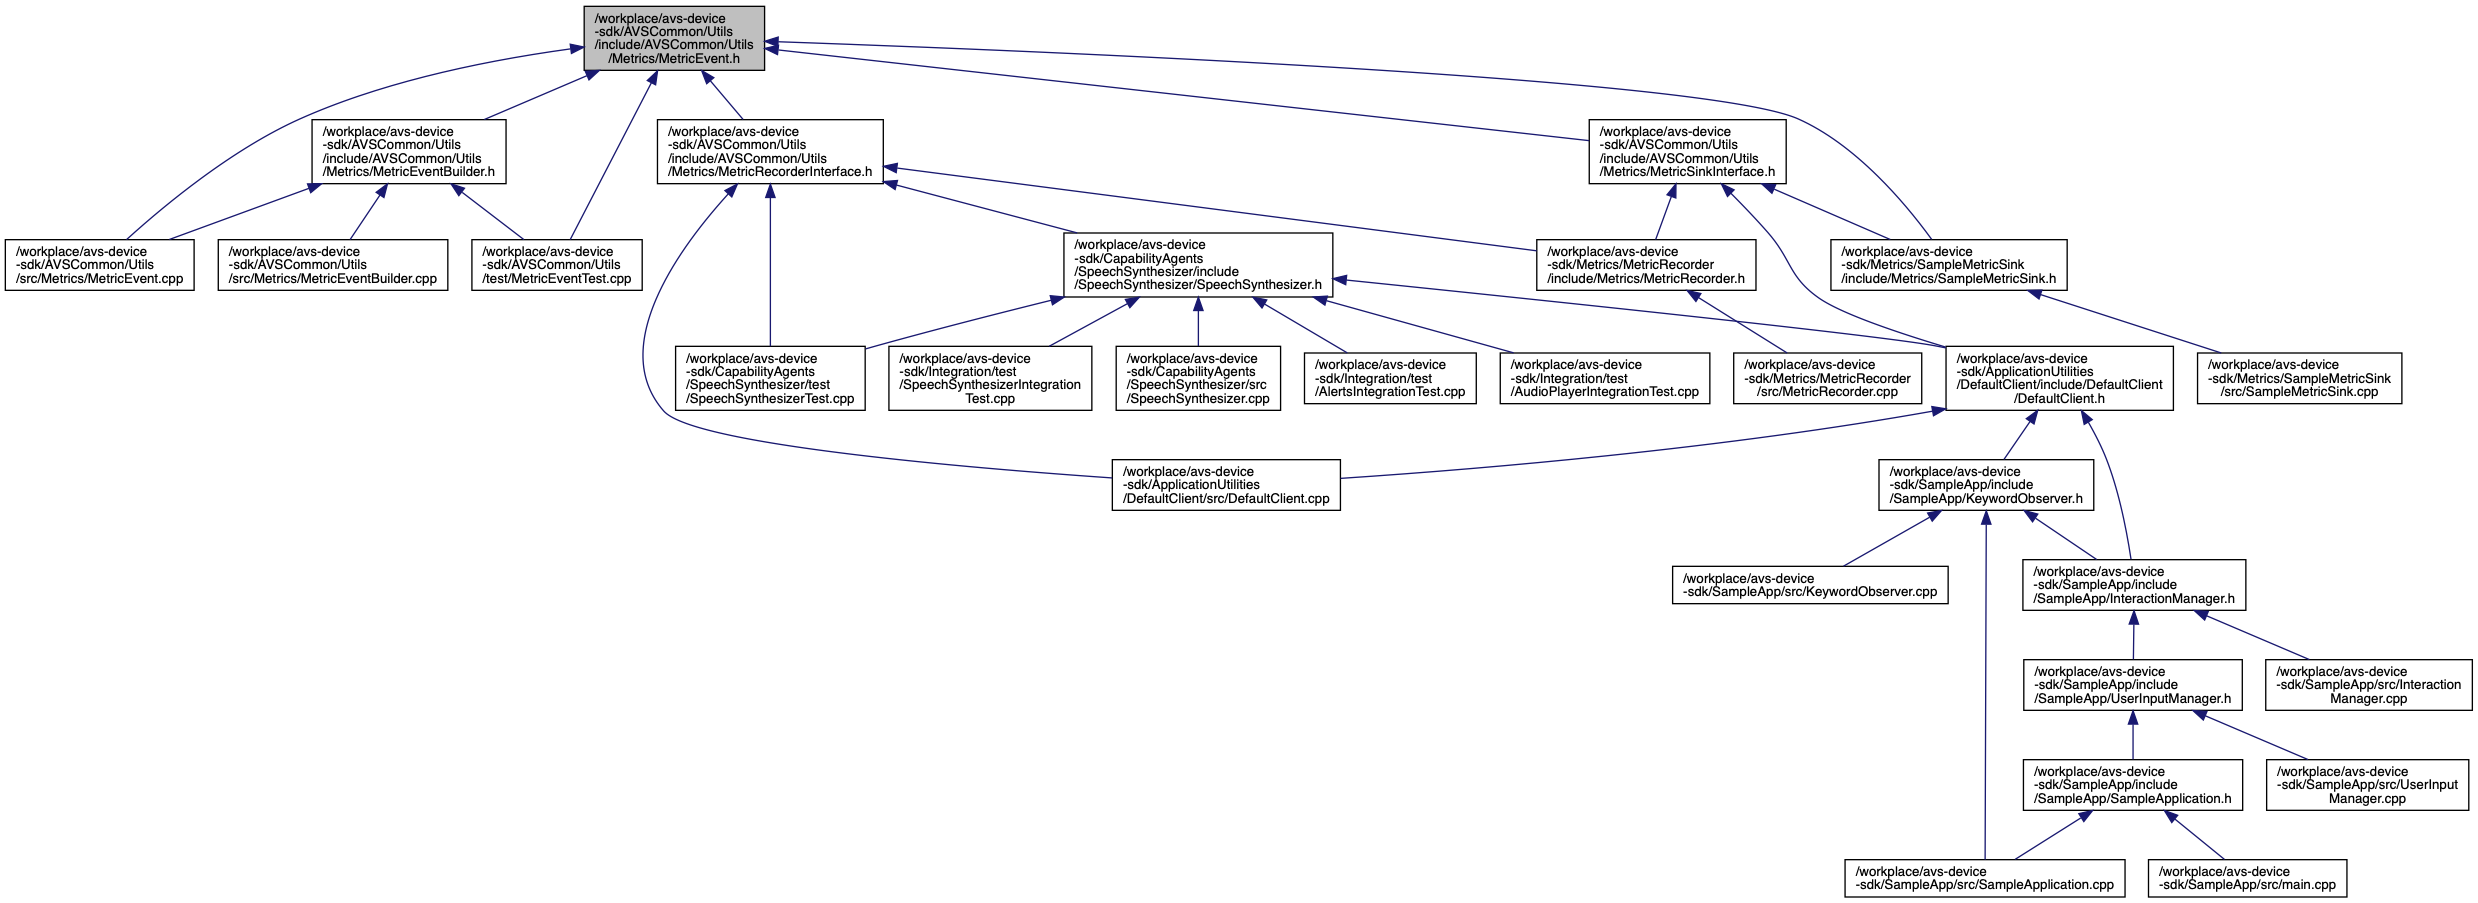 /workplace/avs-device
-sdk/AVSCommon/Utils
/include/AVSCommon/Utils
/Metrics/MetricEvent.h
/workplace/avs-device
-sdk/AVSCommon/Utils
/include/AVSCommon/Utils
/Metrics/MetricEventBuilder.h
/workplace/avs-device
-sdk/AVSCommon/Utils
/include/AVSCommon/Utils
/Metrics/MetricRecorderInterface.h
/workplace/avs-device
-sdk/AVSCommon/Utils
/include/AVSCommon/Utils
/Metrics/MetricSinkInterface.h
/workplace/avs-device
-sdk/AVSCommon/Utils
/src/Metrics/MetricEvent.cpp
/workplace/avs-device
-sdk/AVSCommon/Utils
/src/Metrics/MetricEventBuilder.cpp
/workplace/avs-device
-sdk/AVSCommon/Utils
/test/MetricEventTest.cpp
/workplace/avs-device
-sdk/CapabilityAgents
/SpeechSynthesizer/include
/SpeechSynthesizer/SpeechSynthesizer.h
/workplace/avs-device
-sdk/Metrics/MetricRecorder
/include/Metrics/MetricRecorder.h
/workplace/avs-device
-sdk/Metrics/SampleMetricSink
/include/Metrics/SampleMetricSink.h
/workplace/avs-device
-sdk/CapabilityAgents
/SpeechSynthesizer/test
/SpeechSynthesizerTest.cpp
/workplace/avs-device
-sdk/Integration/test
/SpeechSynthesizerIntegration
Test.cpp
/workplace/avs-device
-sdk/CapabilityAgents
/SpeechSynthesizer/src
/SpeechSynthesizer.cpp
/workplace/avs-device
-sdk/Integration/test
/AlertsIntegrationTest.cpp
/workplace/avs-device
-sdk/Integration/test
/AudioPlayerIntegrationTest.cpp
/workplace/avs-device
-sdk/Metrics/MetricRecorder
/src/MetricRecorder.cpp
/workplace/avs-device
-sdk/ApplicationUtilities
/DefaultClient/include/DefaultClient
/DefaultClient.h
/workplace/avs-device
-sdk/Metrics/SampleMetricSink
/src/SampleMetricSink.cpp
/workplace/avs-device
-sdk/ApplicationUtilities
/DefaultClient/src/DefaultClient.cpp
/workplace/avs-device
-sdk/SampleApp/include
/SampleApp/KeywordObserver.h
/workplace/avs-device
-sdk/SampleApp/src/KeywordObserver.cpp
/workplace/avs-device
-sdk/SampleApp/include
/SampleApp/InteractionManager.h
/workplace/avs-device
-sdk/SampleApp/include
/SampleApp/UserInputManager.h
/workplace/avs-device
-sdk/SampleApp/src/Interaction
Manager.cpp
/workplace/avs-device
-sdk/SampleApp/include
/SampleApp/SampleApplication.h
/workplace/avs-device
-sdk/SampleApp/src/UserInput
Manager.cpp
/workplace/avs-device
-sdk/SampleApp/src/SampleApplication.cpp
/workplace/avs-device
-sdk/SampleApp/src/main.cpp